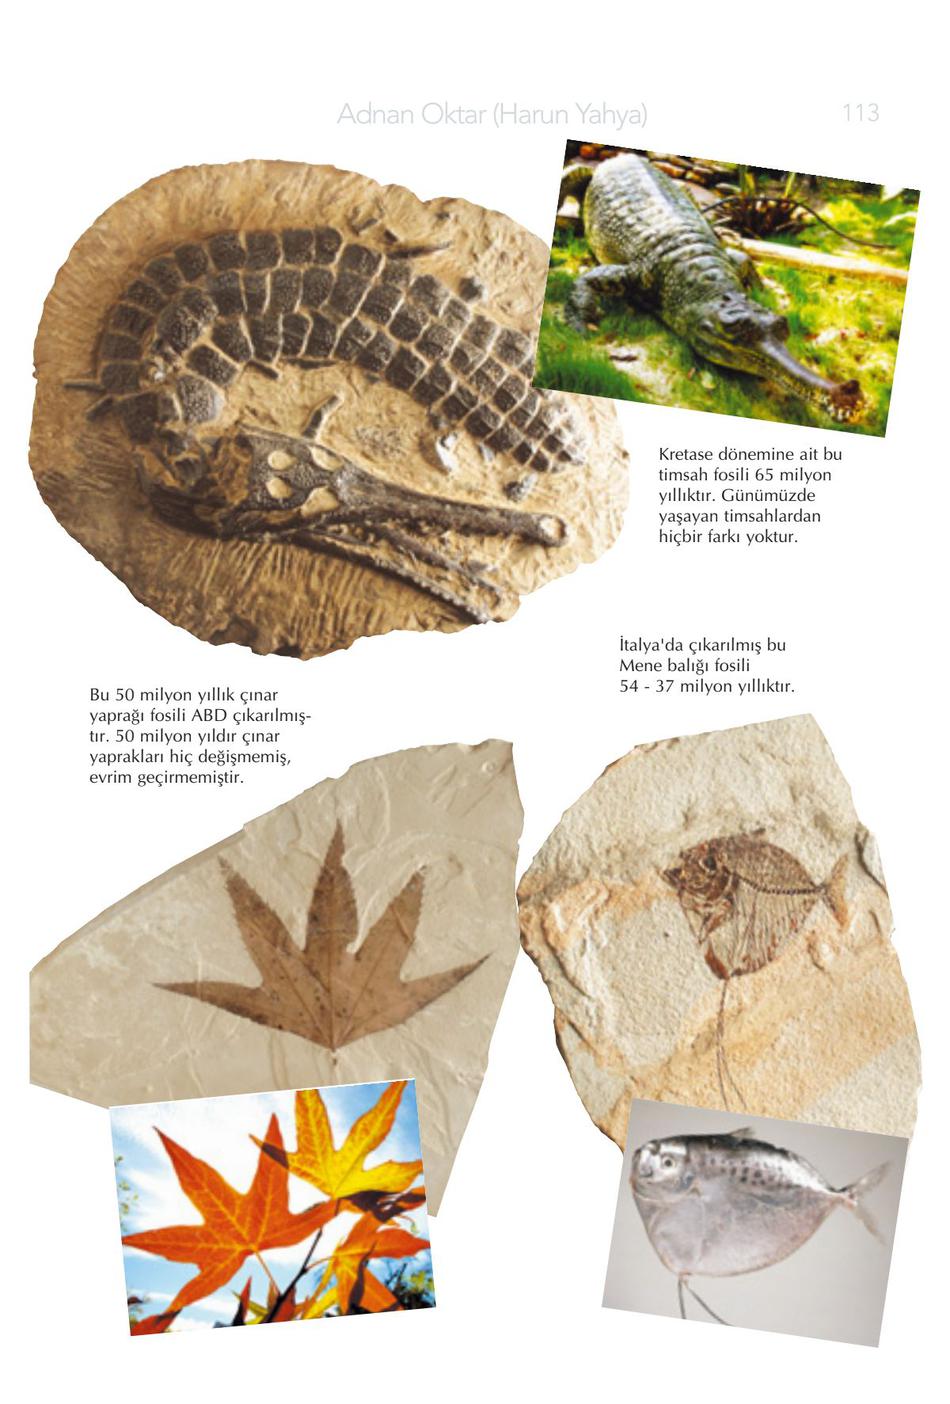 Adnan Oktar (Harun Yahya)
113
Kretase dönemine ait bu
timsah fosili 65 milyon
yıllıktır. Günümüzde
yaşayan timsahlardan
hiçbir farkı yoktur.
İtalya'da çıkarılmış bu
Mene balığı fosili
54 - 37 milyon yıllıktır.
Bu 50 milyon yıllık çınar
yaprağı fosili ABD çıkarılmış-
tır. 50 milyon yıldır çınar
yaprakları hiç değişmemiş,
evrim geçirmemiştir.